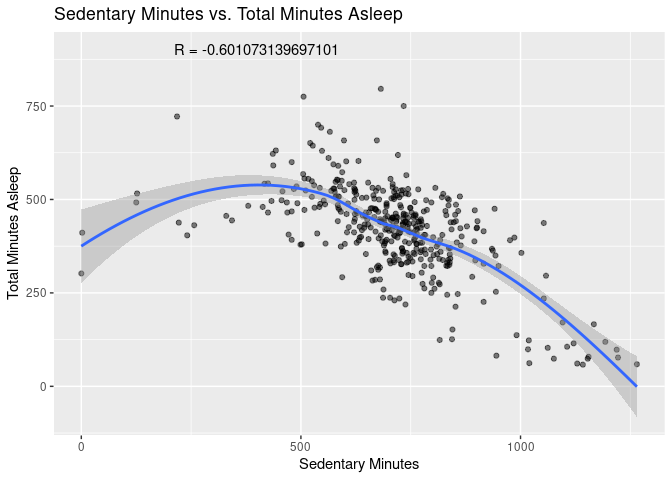 Sedentary Minutes vs. Total Minutes Asleep
R = -0.601073139697101
Total Minutes Asleep
750
500
250
0
0 500 1000
Sedentary Minutes